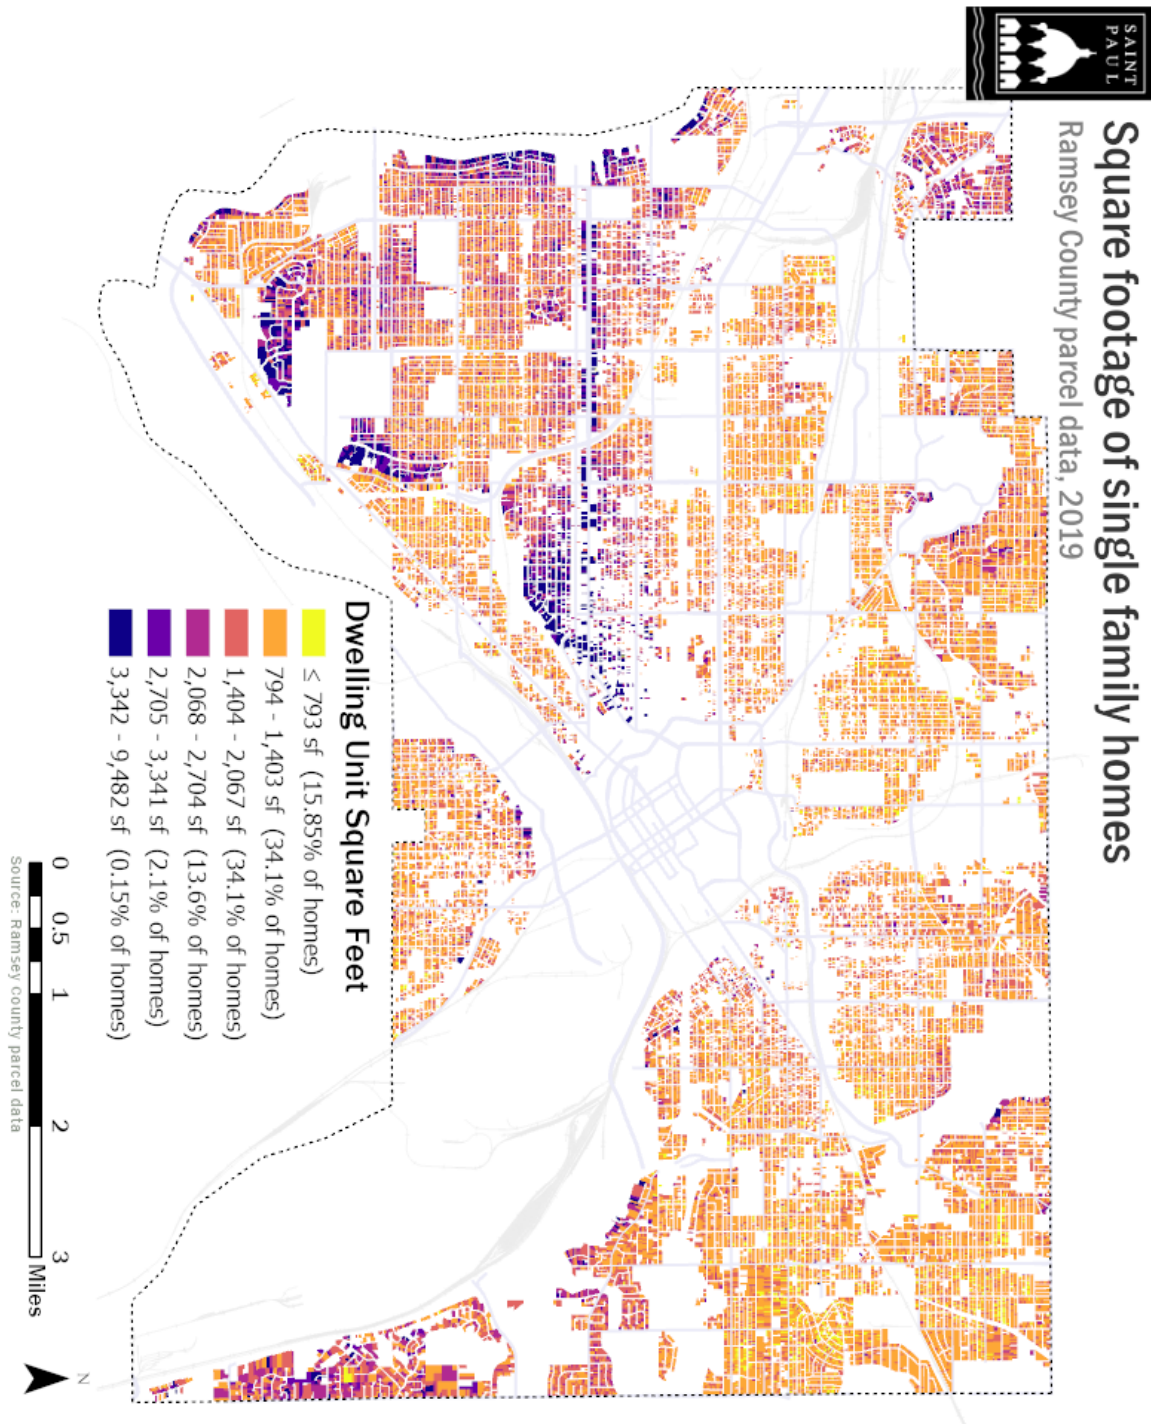 SAINT
PAUL
Square footage of single family homes
Ramsey County parcel data, 2019
Dwelling Unit Square Feet
≤ 793 sf (15.85% of homes)
794 - 1,403 sf (34.1% of homes)
1,404 - 2,067 sf (34.1% of homes)
2,068 - 2,704 sf (13.6% of homes)
2,705 - 3,341 sf (2.1% of homes)
3,342 - 9,482 sf (0.15% of homes)
0 0.5 1 2 3
Miles
Source: Ramsey County parcel data
N